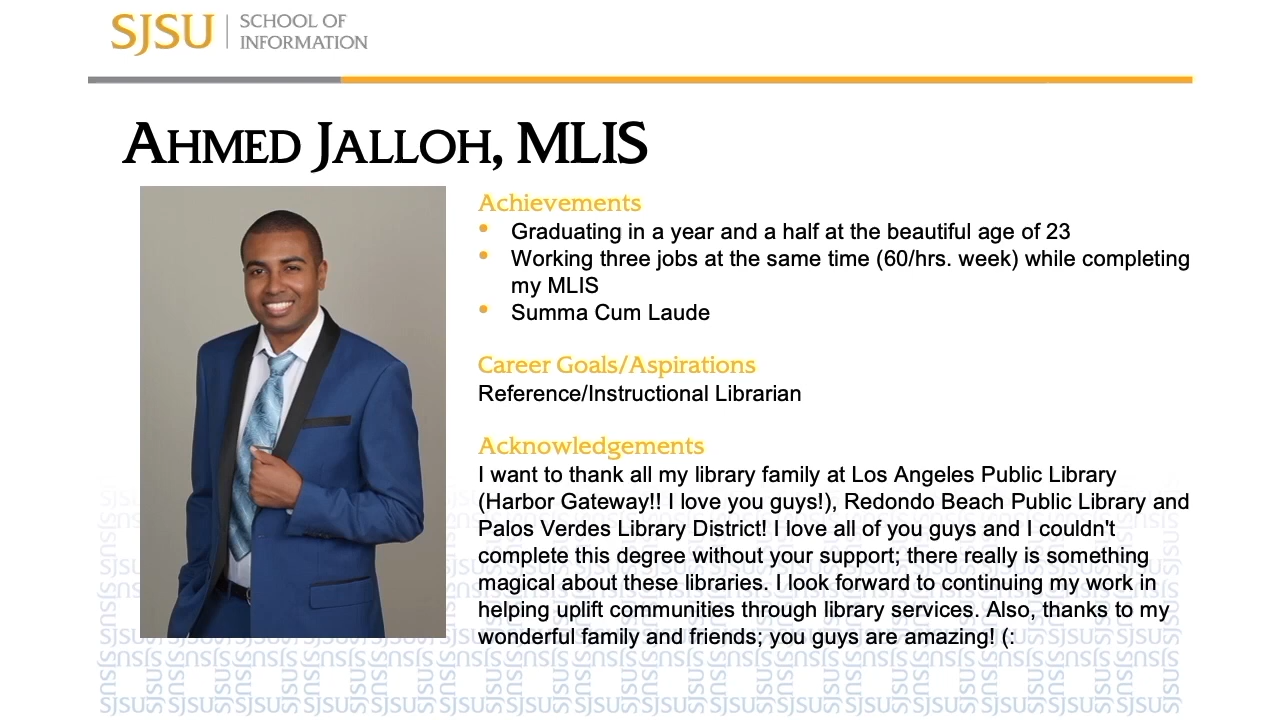 SJSU SCHOOL OF
INFORMATION
AHMED JALLOH, MLIS
Achievements
• Graduating in a year and a half at the beautiful age of 23
• Working three jobs at the same time (60/hrs. week) while completing
my MLIS
• Summa Cum Laude
Career Goals/Aspirations
Reference/Instructional Librarian
Acknowledgements
I want to thank all my library family at Los Angeles Public Library
(Harbor Gateway!! I love you guys!), Redondo Beach Public Library and
Palos Verdes Library District! I love all of you guys and I couldn't
complete this degree without your support; there really is something
magical about these libraries. I look forward to continuing my work in
helping uplift communities through library services. Also, thanks to my
wonderful family and friends; you guys are amazing! (: